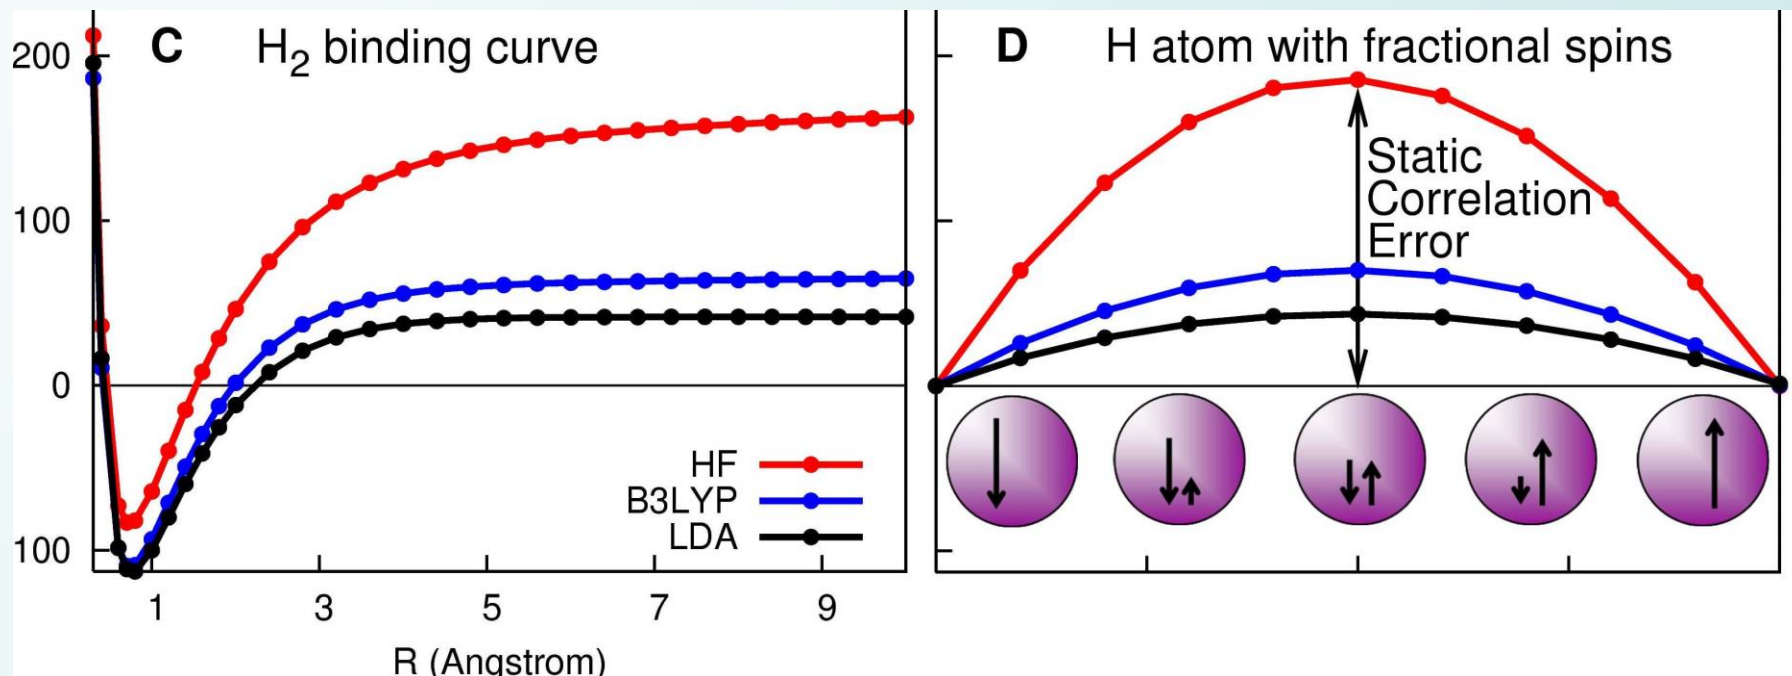 C H₂ binding curve
200
100
0
100
HF
B3LYP
LDA
1 3 5 7 9
R (Angstrom)
D H atom with fractional spins
Static
Correlation
Error